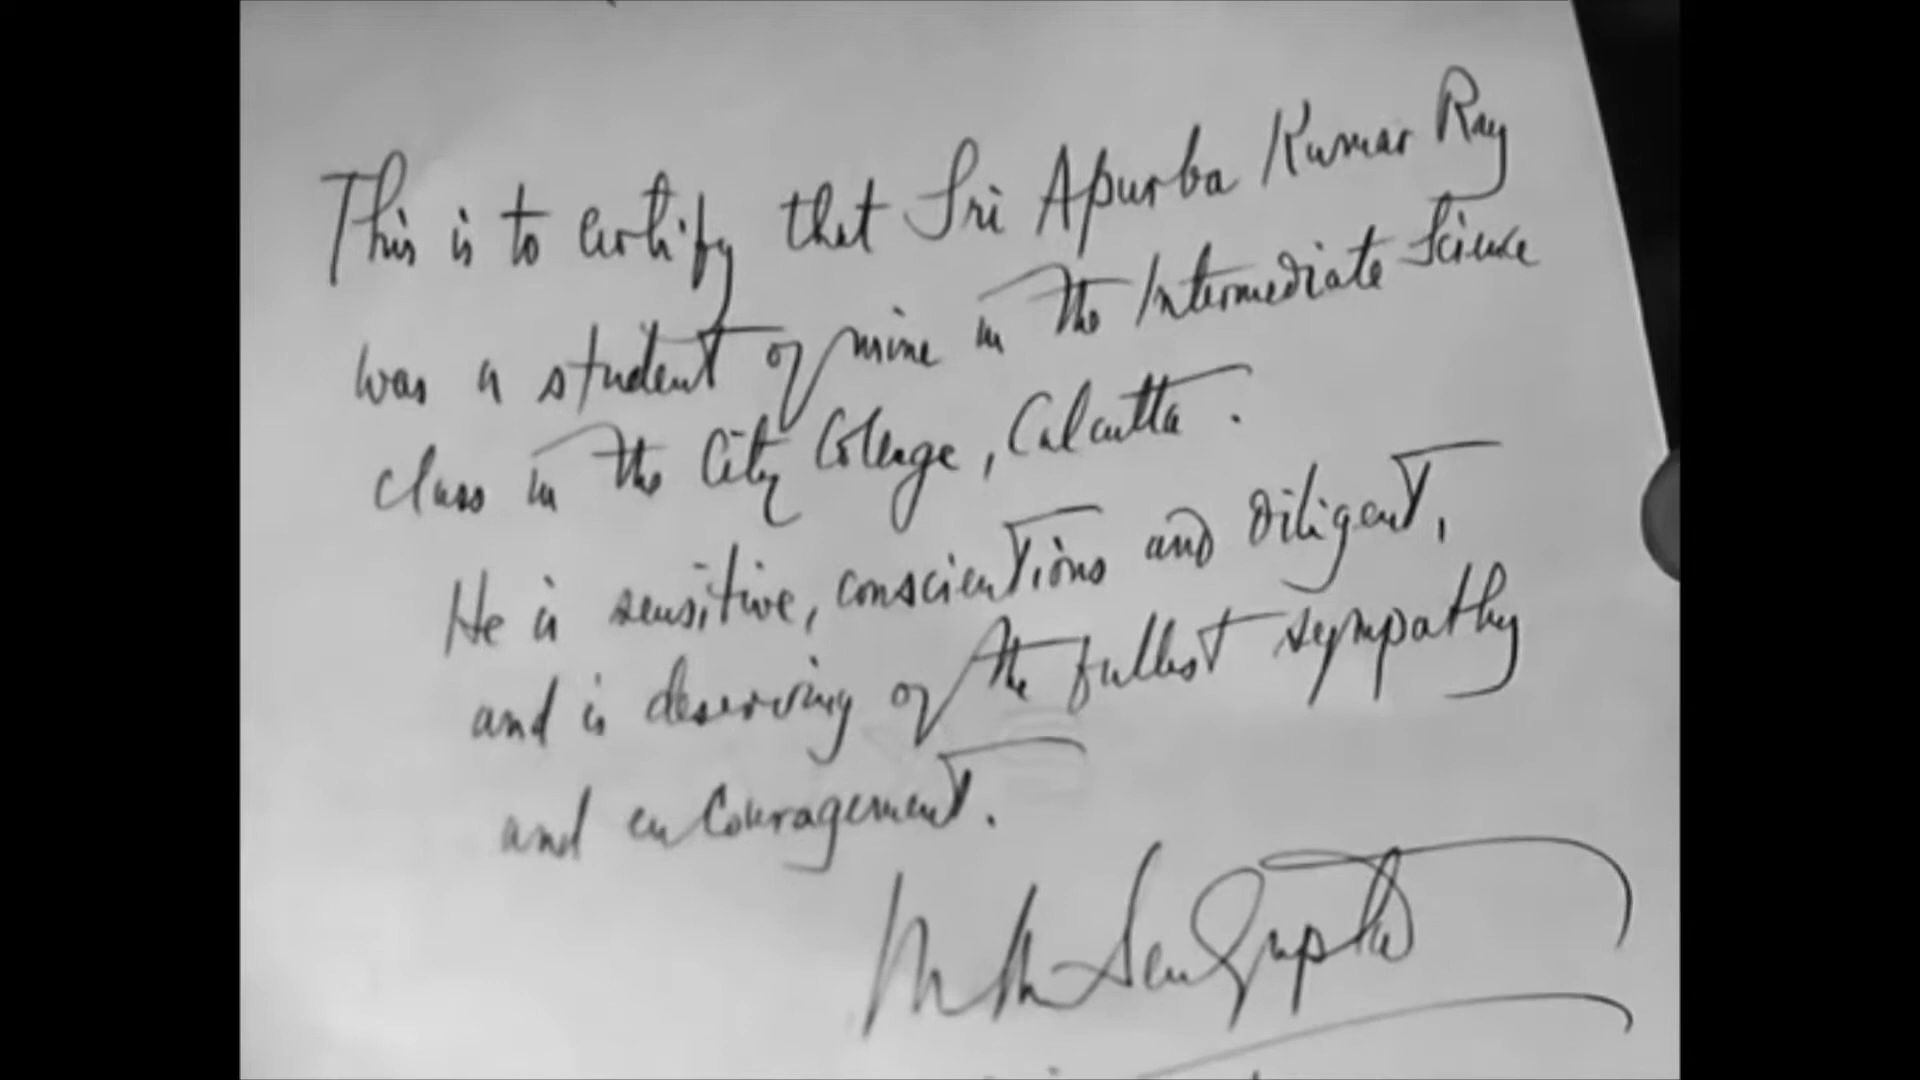 This is to certify that Sri Apurba Kumar Ray
was a student of mine in the Intermediate Science
class in the City College, Calcutta.
He is sensitive, conscientious and diligent,
and is deserving of the fullest sympathy
and encouragement.
Sen Gupta